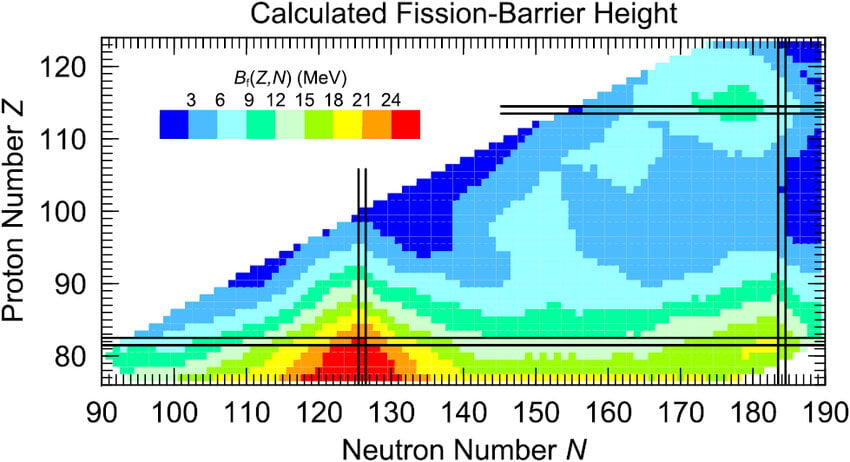 Calculated Fission-Barrier Height
Bf(Z,N) (MeV)
3 6 9 12 15 18 21 24
Proton Number Z
120
110
100
90
80
90 100 110 120 130 140 150 160 170 180 190
Neutron Number N